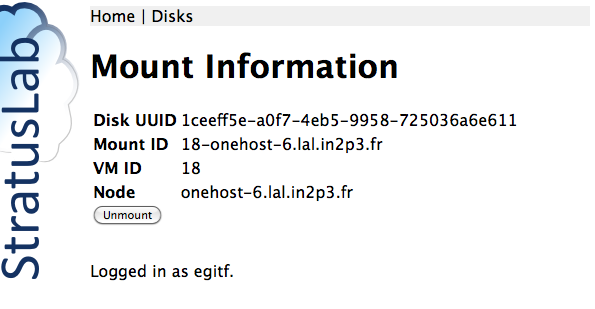 StratusLab
Home | Disks
Mount Information
Disk UUID 1ceeff5e-a0f7-4eb5-9958-725036a6e611
Mount ID 18-onehost-6.lal.in2p3.fr
VM ID 18
Node onehost-6.lal.in2p3.fr
Unmount
Logged in as egitf.